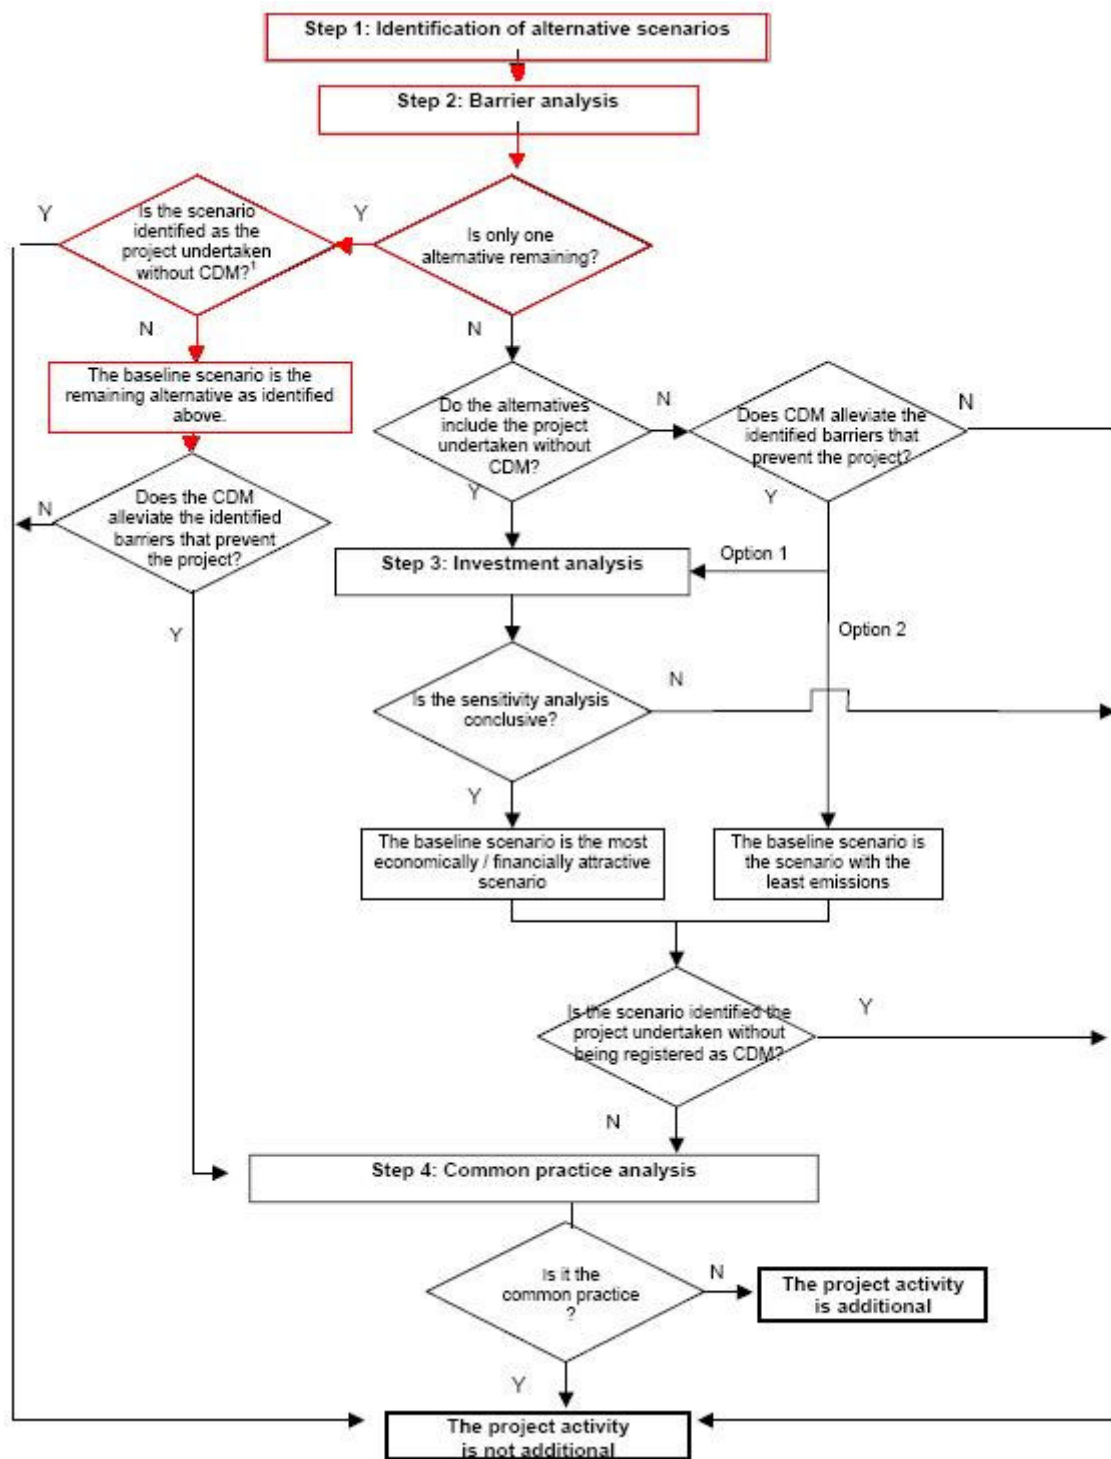 Step 1: Identification of alternative scenarios
Step 2: Barrier analysis
Y
Is the scenario
identified as the
project undertaken
without CDM?1
Y
Is only one
alternative remaining?
N
N
The baseline scenario is the
remaining alternative as identified
above.
Do the alternatives
include the project
undertaken without
CDM?
N
Does CDM alleviate the
identified barriers that
prevent the project?
N
Y
Y
N
Does the CDM
alleviate the identified
barriers that prevent
the project?
Step 3: Investment analysis
Option 1
Y
Option 2
Is the sensitivity analysis
conclusive?
N
Y
The baseline scenario is the most
economically / financially attractive
scenario
The baseline scenario is
the scenario with the
least emissions
Is the scenario identified the
project undertaken without
being registered as CDM?
Y
N
Step 4: Common practice analysis
Is it the
common practice
?
N
The project activity
is additional
Y
The project activity
is not additional